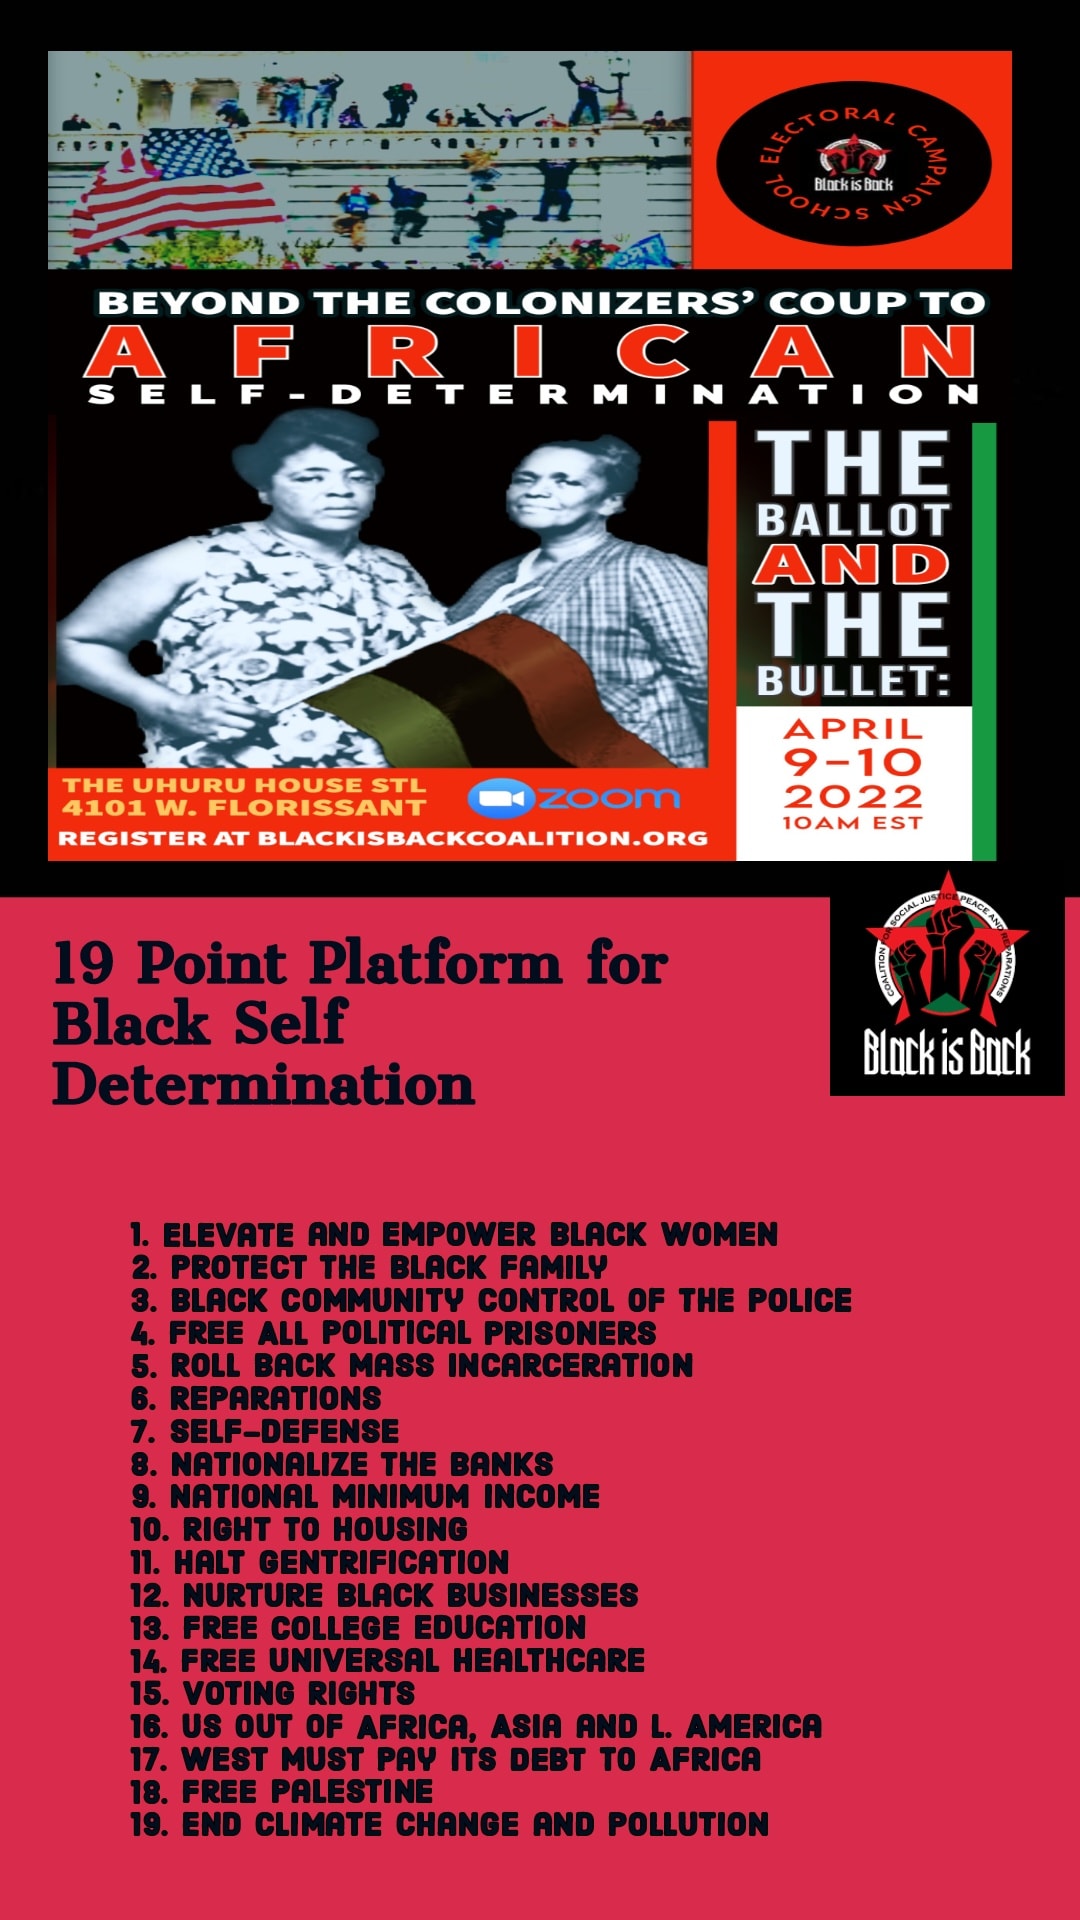 ELECTORAL CAMPAIGN SCHOOL
Black is Back
BEYOND THE COLONIZERS' COUP TO
AFRICAN
SELF-DETERMINATION
THE
BALLOT
AND
THE
BULLET:
APRIL
9-10
2022
10AM EST
THE UHURU HOUSE STL
4101 W. FLORISSANT
zoom
REGISTER AT BLACKISBACKCOALITION.ORG
COALITION FOR SOCIAL JUSTICE PEACE AND REPARATIONS
Black is Back
19 Point Platform for
Black Self
Determination
1. ELEVATE AND EMPOWER BLACK WOMEN
2. PROTECT THE BLACK FAMILY
3. BLACK COMMUNITY CONTROL OF THE POLICE
4. FREE ALL POLITICAL PRISONERS
5. ROLL BACK MASS INCARCERATION
6. REPARATIONS
7. SELF-DEFENSE
8. NATIONALIZE THE BANKS
9. NATIONAL MINIMUM INCOME
10. RIGHT TO HOUSING
11. HALT GENTRIFICATION
12. NURTURE BLACK BUSINESSES
13. FREE COLLEGE EDUCATION
14. FREE UNIVERSAL HEALTHCARE
15. VOTING RIGHTS
16. US OUT OF AFRICA, ASIA AND L. AMERICA
17. WEST MUST PAY ITS DEBT TO AFRICA
18. FREE PALESTINE
19. END CLIMATE CHANGE AND POLLUTION